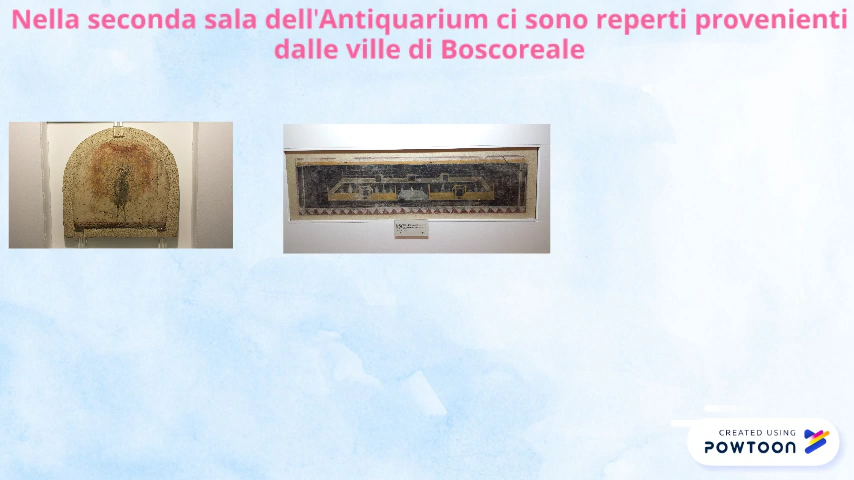 Nella seconda sala dell'Antiquarium ci sono reperti provenienti
dalle ville di Boscoreale
CREATED USING
POWTOON